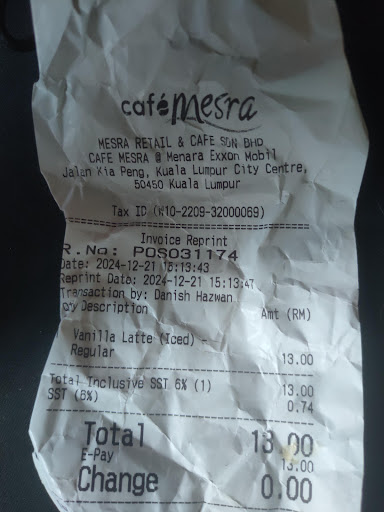 café mesra
MESRA RETAIL & CAFE SDN BHD
CAFE MESRA @ Menara Exxon Mobil
Jalan Kia Peng, Kuala Lumpur City Centre,
50450 Kuala Lumpur
Tax ID (W10-2209-32000069)
Invoice Reprint
R.No: POS031174
Date: 2024-12-21 15:13:43
Reprint Date: 2024-12-21 15:13:47
Transaction by: Danish Hazwan
Qty Description Amt (RM)
Vanilla Latte (Iced) -
Regular 13.00
Total Inclusive SST 6% (1) 13.00
SST (6%) 0.74
Total 13.00
E-Pay 13.00
Change 0.00